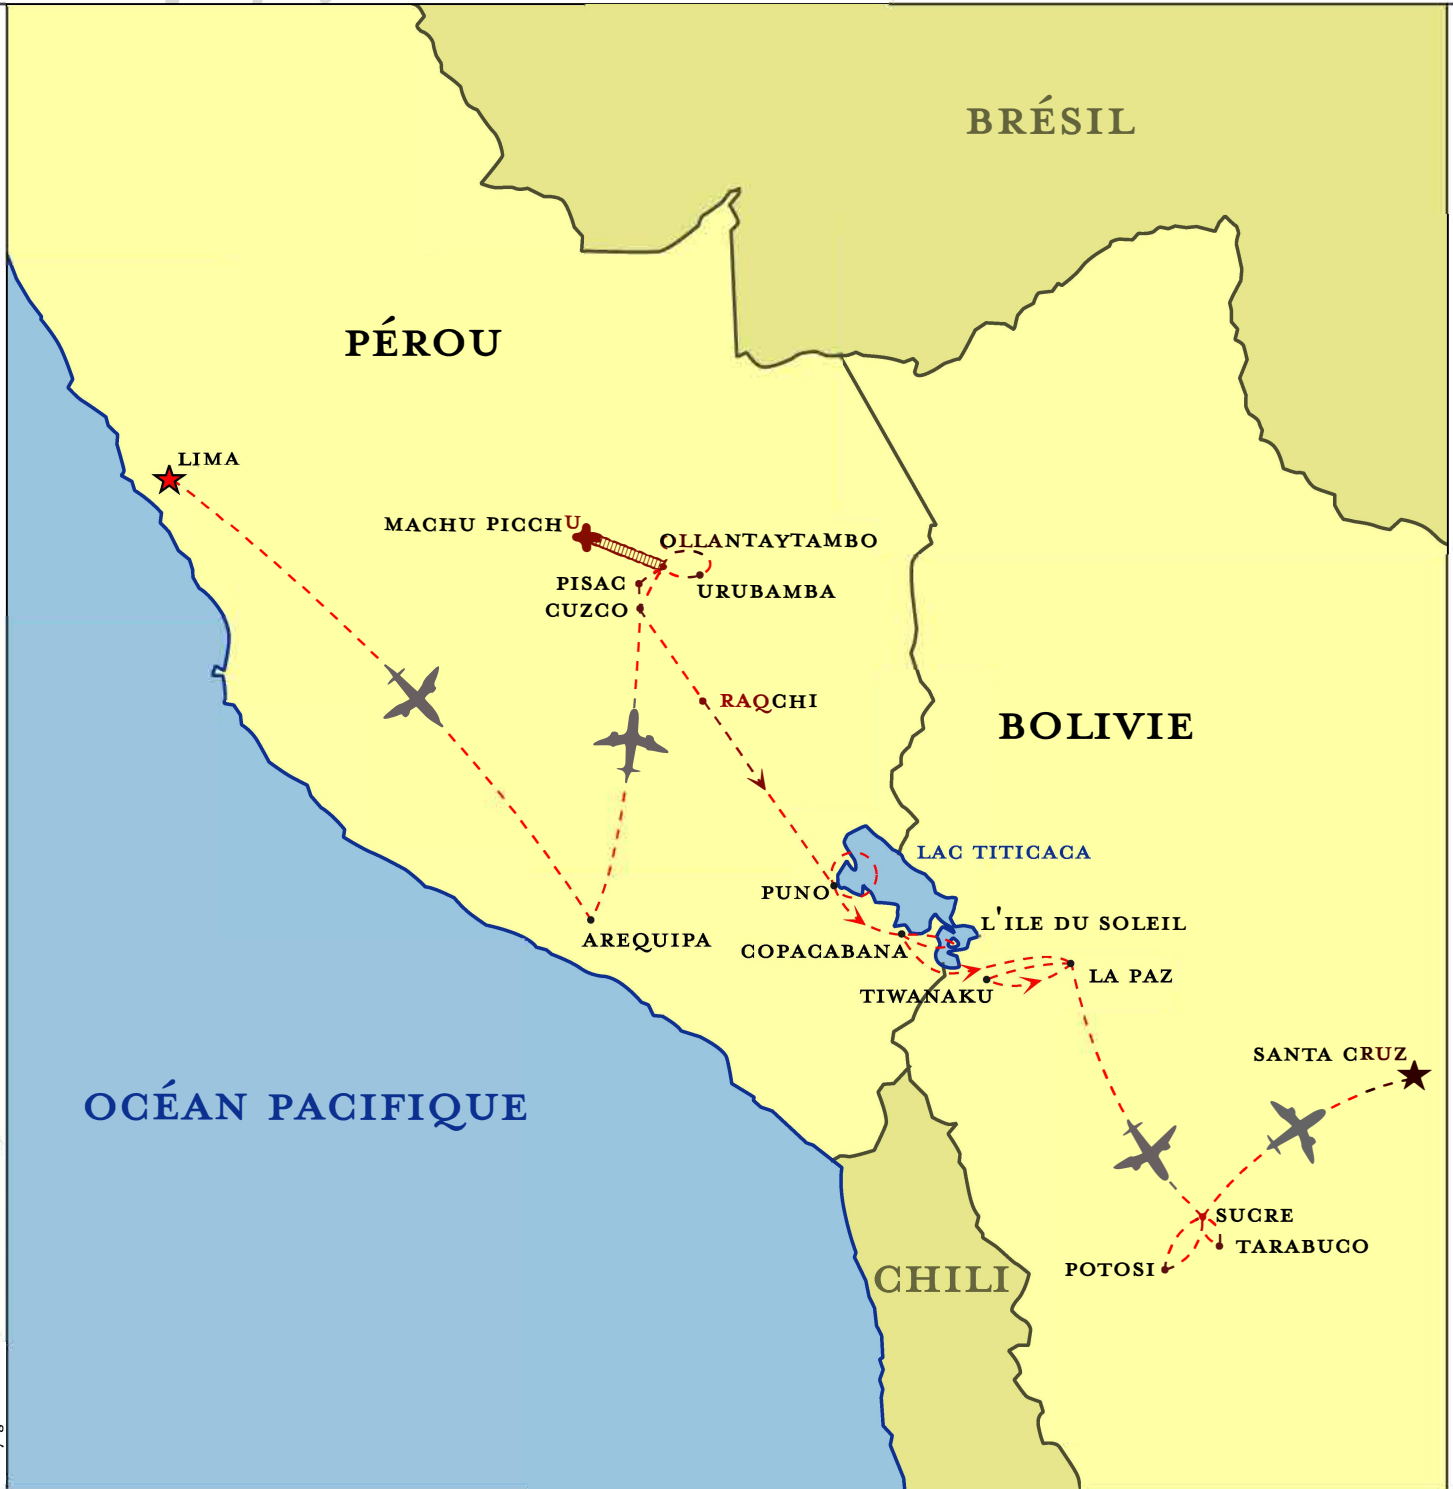 BRÉSIL
PÉROU
LIMA
MACHU PICCHU
OLLANTAYTAMBO
PISAC
URUBAMBA
CUZCO
RAQCHI
BOLIVIE
LAC TITICACA
PUNO
L'ILE DU SOLEIL
AREQUIPA
COPACABANA
LA PAZ
TIWANAKU
SANTA CRUZ
OCÉAN PACIFIQUE
SUCRE
TARABUCO
POTOSI
CHILI